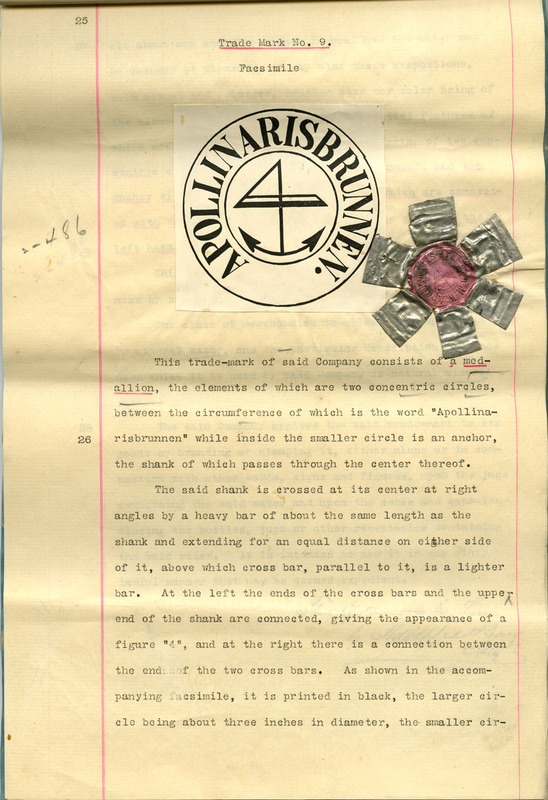 25
Trade Mark No. 9.
Facsimile
APOLLINARISBRUNNEN.
2-486
This trade-mark of said Company consists of a med-
allion, the elements of which are two concentric circles,
between the circumference of which is the word "Apollina-
26
risbrunnen" while inside the smaller circle is an anchor,
the shank of which passes through the center thereof.
The said shank is crossed at its center at right
angles by a heavy bar of about the same length as the
shank and extending for an equal distance on either side
of it, above which cross bar, parallel to it, is a lighter
bar. At the left the ends of the cross bars and the upper
end of the shank are connected, giving the appearance of a
figure "4", and at the right there is a connection between
the end of the two cross bars. As shown in the accom-
panying facsimile, it is printed in black, the larger cir-
cle being about three inches in diameter, the smaller cir-